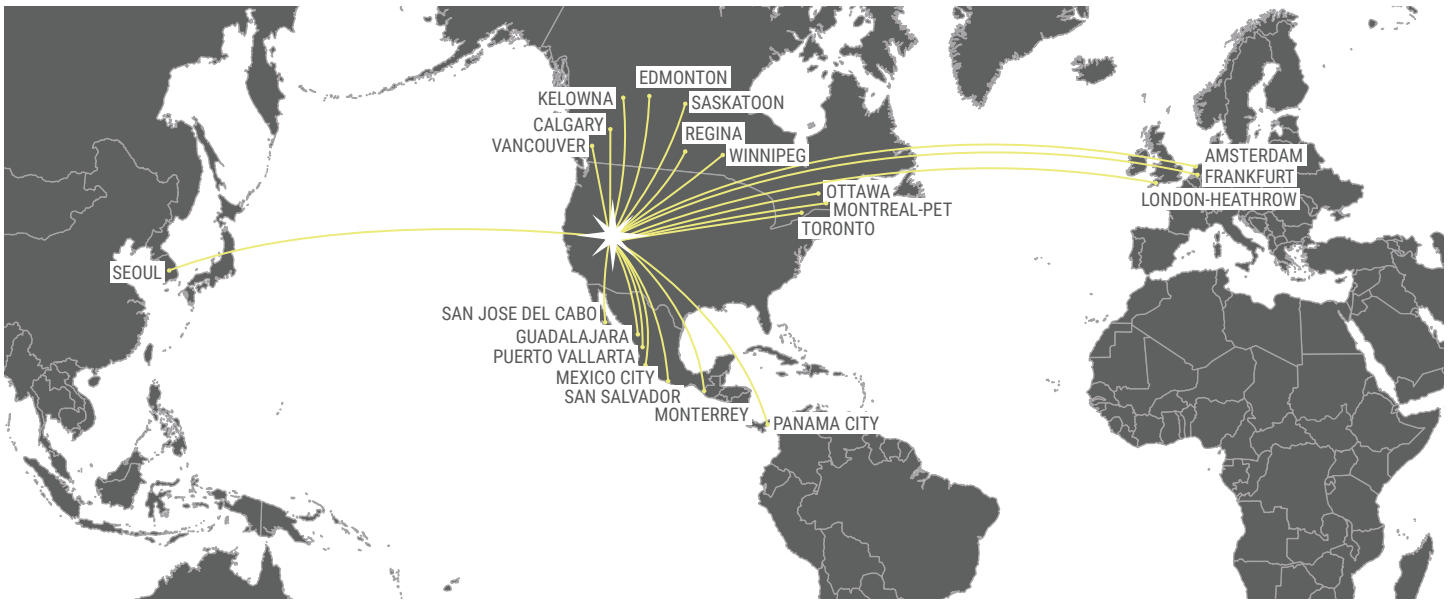 EDMONTON
KELOWNA
SASKATOON
CALGARY
REGINA
VANCOUVER
WINNIPEG
AMSTERDAM
FRANKFURT
OTTAWA
LONDON-HEATHROW
MONTREAL-PET
TORONTO
SEOUL
SAN JOSE DEL CABO
GUADALAJARA
PUERTO VALLARTA
MEXICO CITY
SAN SALVADOR
MONTERREY
PANAMA CITY